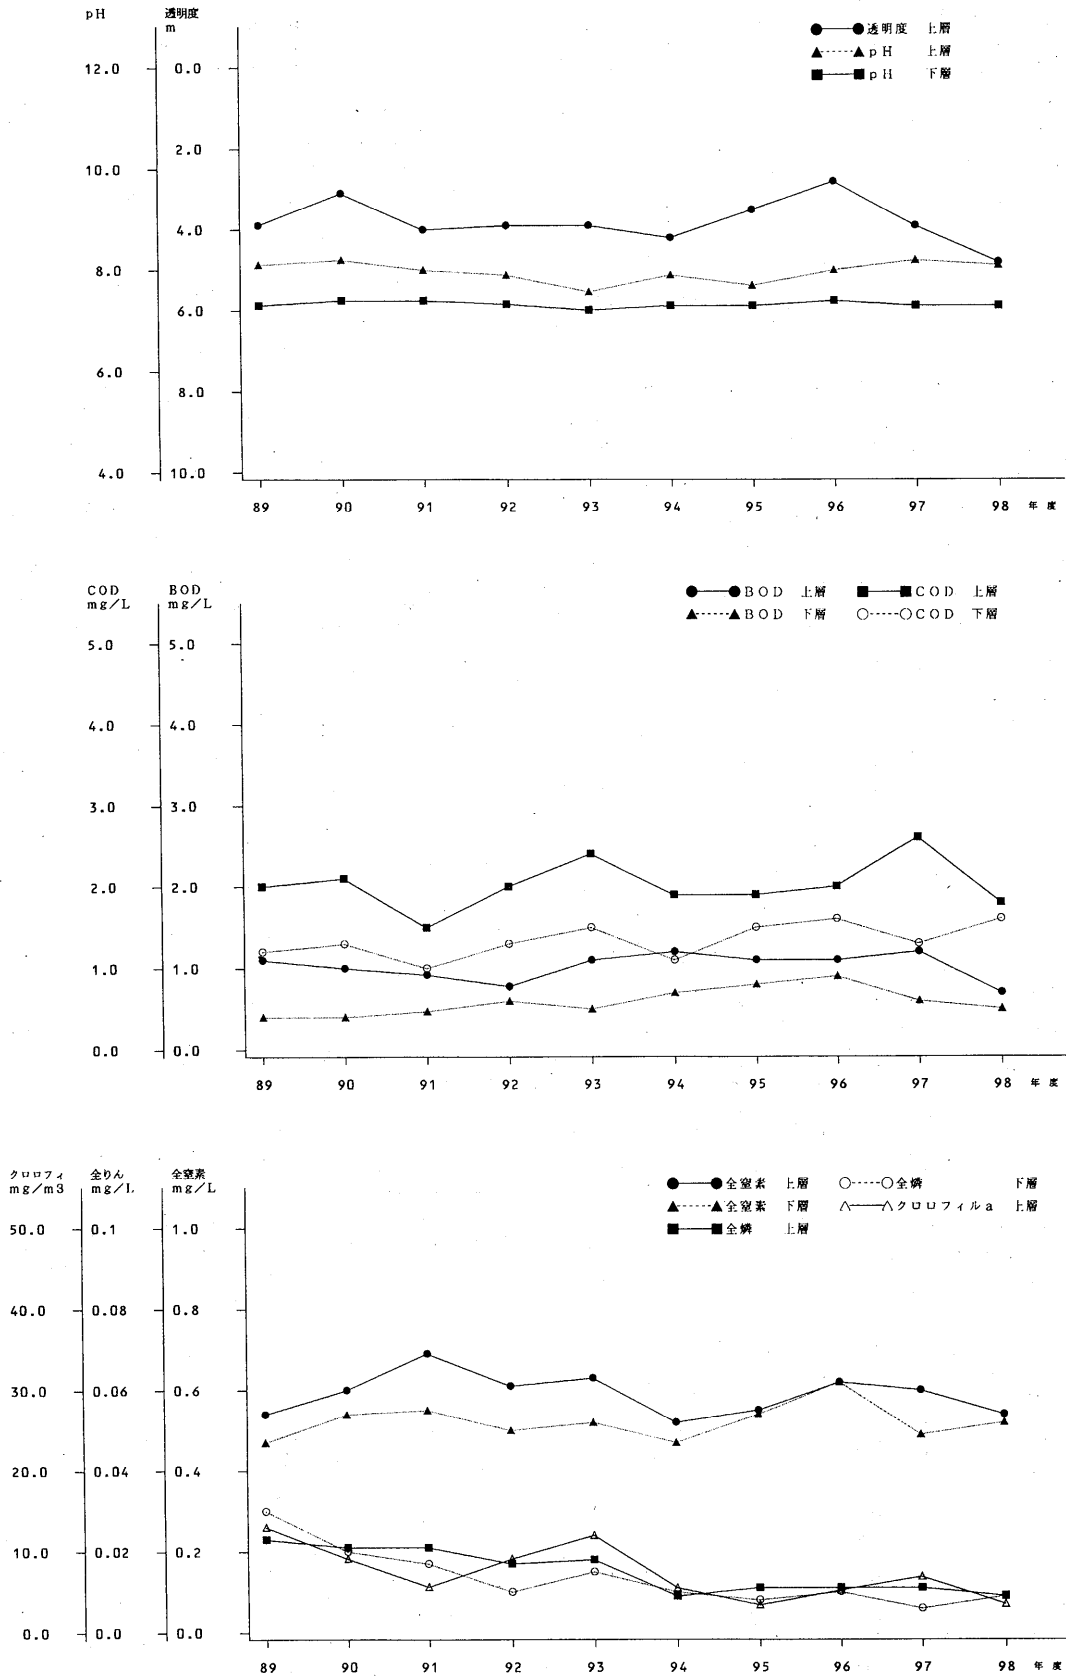 pH 透明度
m
●──●透明度 上層
▲-----▲pH 上層
■──■pH 下層
12.0 0.0
2.0
10.0
4.0
8.0
6.0
6.0
8.0
4.0 10.0
89 90 91 92 93 94 95 96 97 98 年度
COD BOD
mg/L mg/L
●──●BOD 上層 ■──■COD 上層
▲-----▲BOD 下層 ○-----○COD 下層
5.0 5.0
4.0 4.0
3.0 3.0
2.0 2.0
1.0 1.0
0.0 0.0
89 90 91 92 93 94 95 96 97 98 年度
クロロフィ 全りん 全窒素
mg/m3 mg/L mg/L
●──●全窒素 上層 ○-----○全燐 下層
▲-----▲全窒素 下層 △──△クロロフィルa 上層
■──■全燐 上層
50.0 0.1 1.0
40.0 0.08 0.8
30.0 0.06 0.6
20.0 0.04 0.4
10.0 0.02 0.2
0.0 0.0 0.0
89 90 91 92 93 94 95 96 97 98 年度